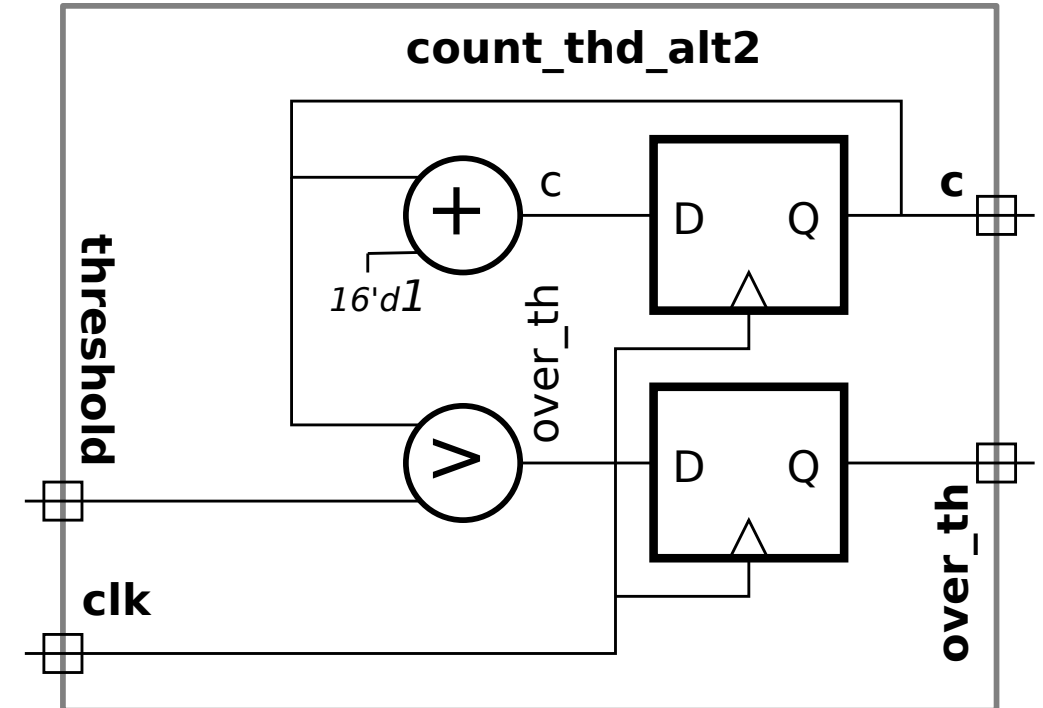 count_thd_alt2
+
c
D
Q
c
16'd1
threshold
over_th
>
D
Q
over_th
clk